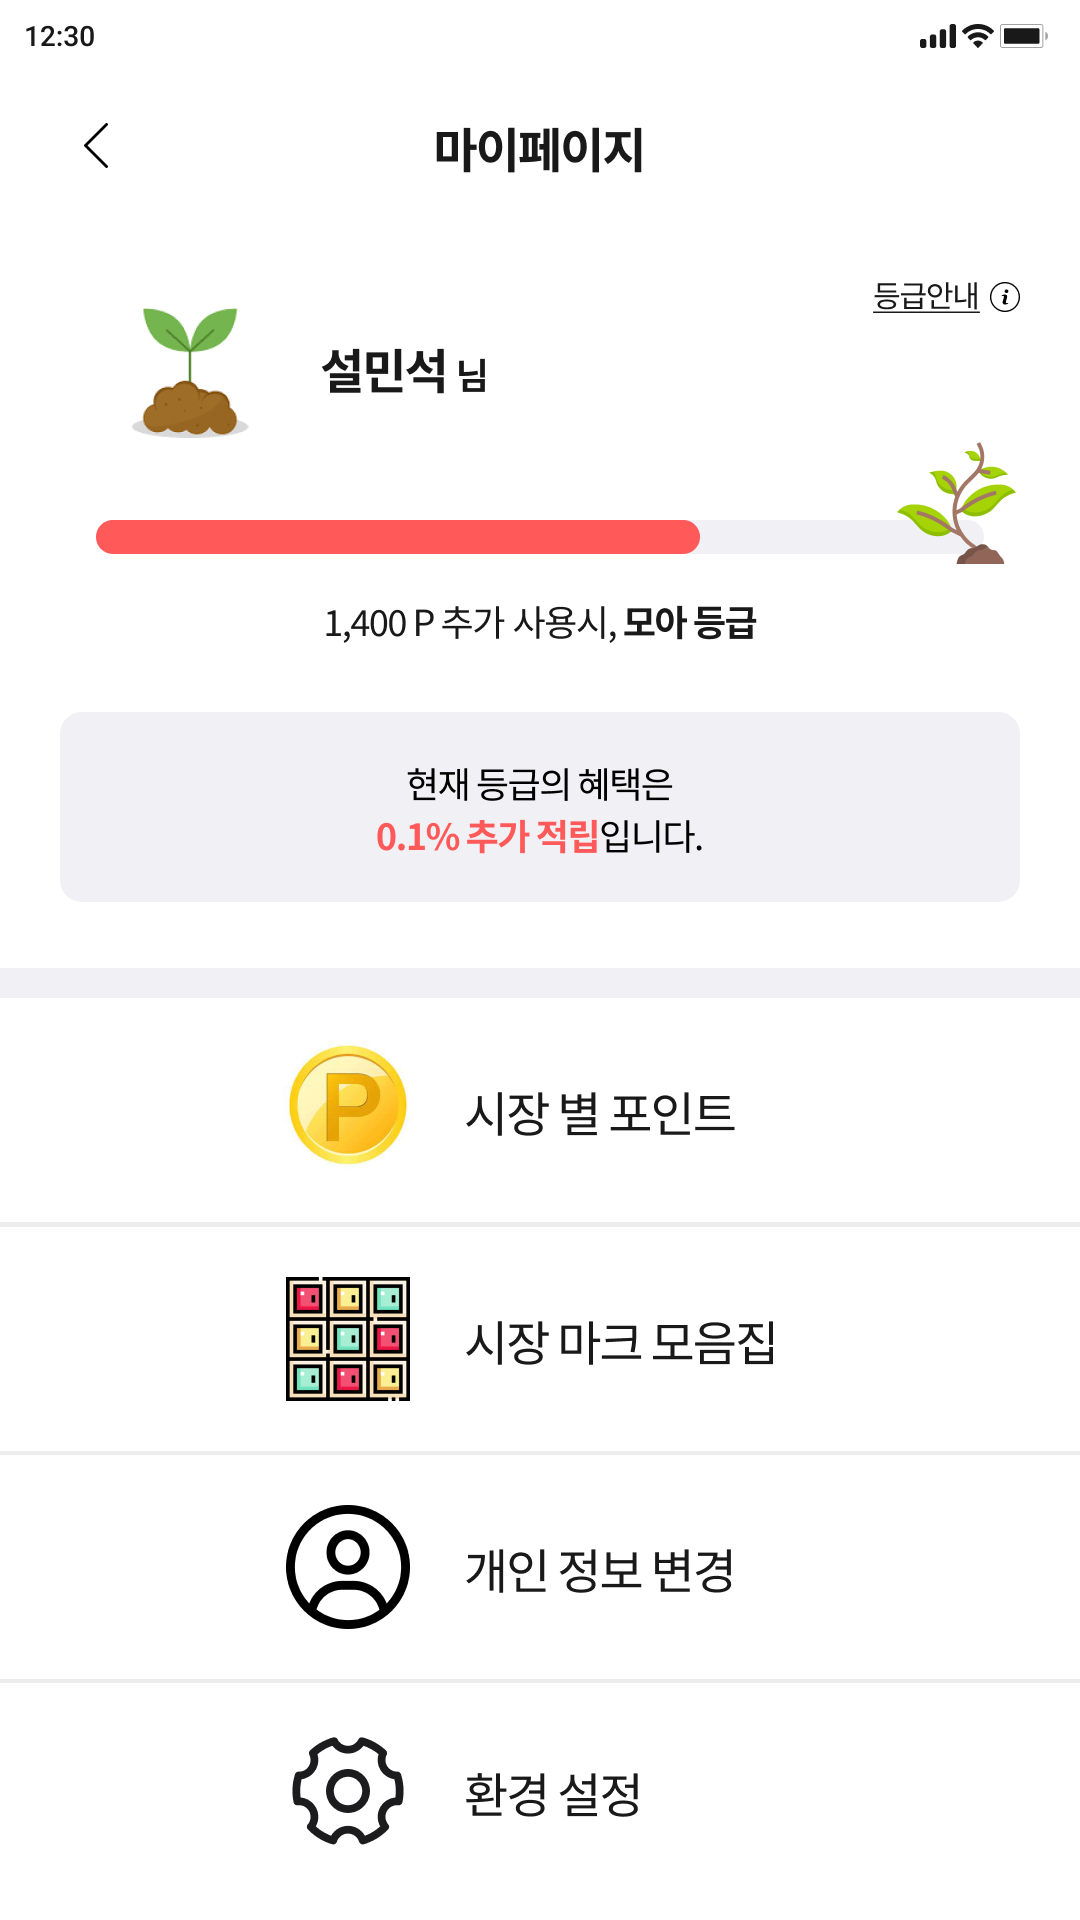 12:30
마이페이지
등급안내
설민석 님
1,400 P 추가 사용시, 모아 등급
현재 등급의 혜택은
0.1% 추가 적립입니다.
P
시장 별 포인트
시장 마크 모음집
개인 정보 변경
환경 설정